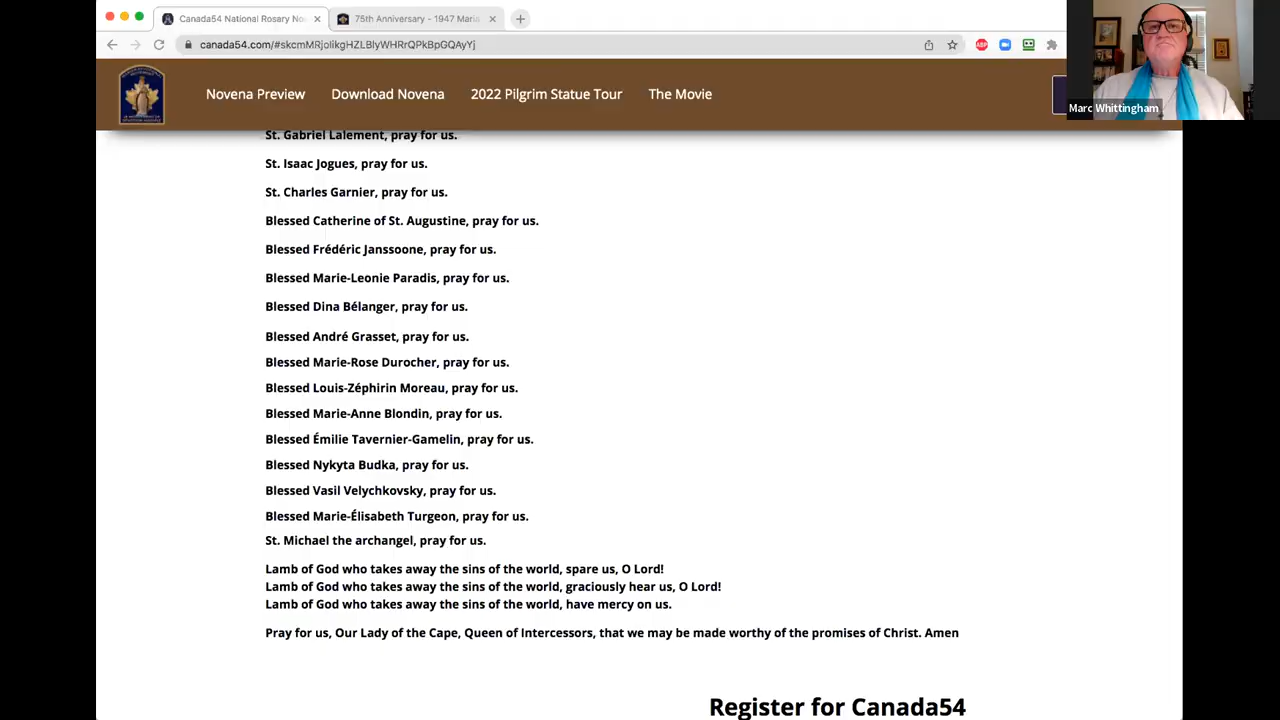 Canada54 National Rosary No
75th Anniversary - 1947 Mario
canada54.com/#skcmMRjolikgHZLBlyWHRrQPkBpGQAyYj
ABP
Marc Whittingham
Novena Preview
Download Novena
2022 Pilgrim Statue Tour
The Movie
St. Gabriel Lalement, pray for us.
St. Isaac Jogues, pray for us.
St. Charles Garnier, pray for us.
Blessed Catherine of St. Augustine, pray for us.
Blessed Frédéric Janssoone, pray for us.
Blessed Marie-Leonie Paradis, pray for us.
Blessed Dina Bélanger, pray for us.
Blessed André Grasset, pray for us.
Blessed Marie-Rose Durocher, pray for us.
Blessed Louis-Zéphirin Moreau, pray for us.
Blessed Marie-Anne Blondin, pray for us.
Blessed Émilie Tavernier-Gamelin, pray for us.
Blessed Nykyta Budka, pray for us.
Blessed Vasil Velychkovsky, pray for us.
Blessed Marie-Élisabeth Turgeon, pray for us.
St. Michael the archangel, pray for us.
Lamb of God who takes away the sins of the world, spare us, O Lord!
Lamb of God who takes away the sins of the world, graciously hear us, O Lord!
Lamb of God who takes away the sins of the world, have mercy on us.
Pray for us, Our Lady of the Cape, Queen of Intercessors, that we may be made worthy of the promises of Christ. Amen
Register for Canada54